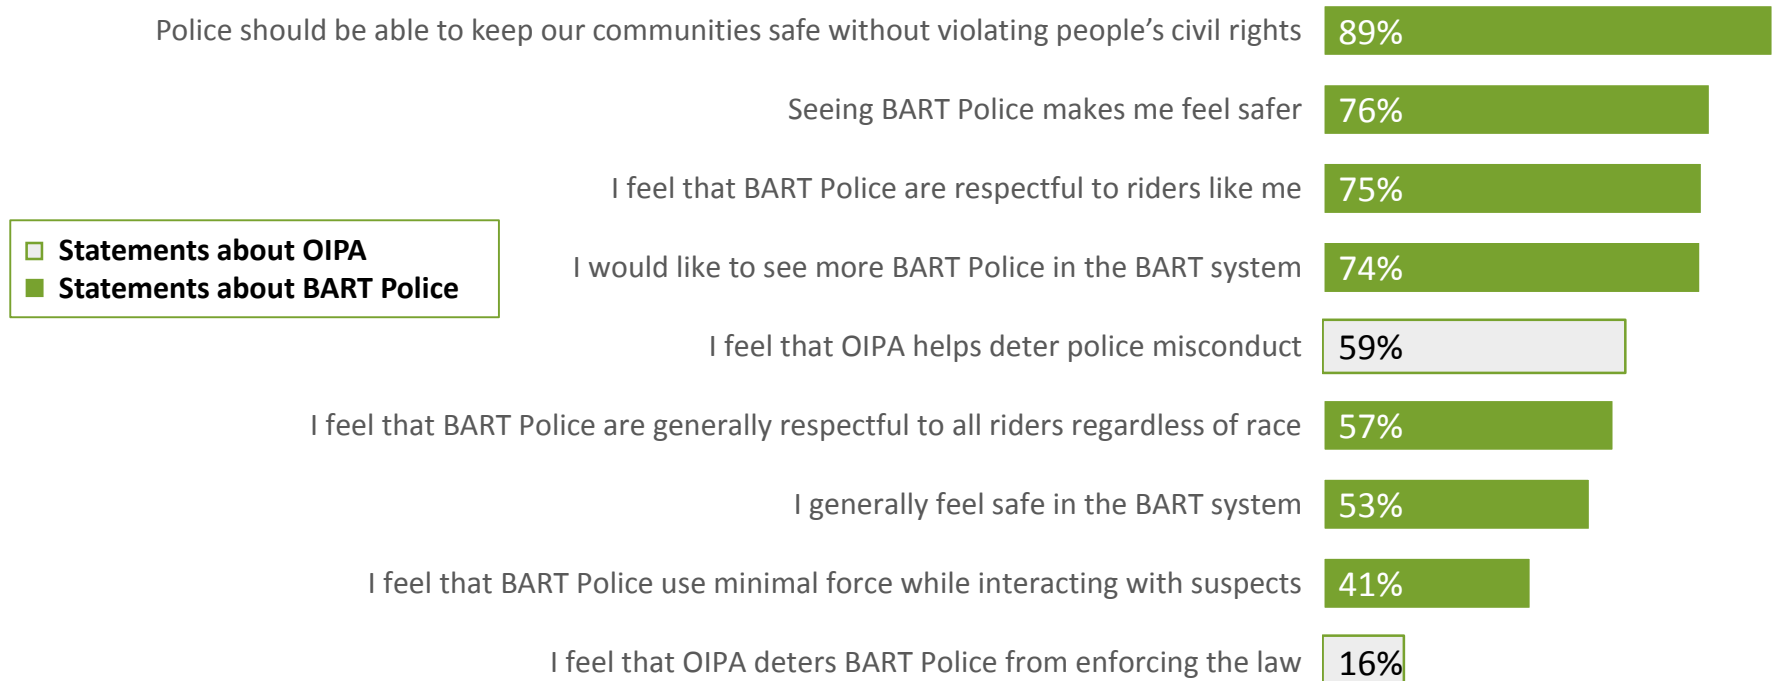 Police should be able to keep our communities safe without violating people’s civil rights 89%
Seeing BART Police makes me feel safer 76%
I feel that BART Police are respectful to riders like me 75%
Statements about OIPA
Statements about BART Police
I would like to see more BART Police in the BART system 74%
I feel that OIPA helps deter police misconduct 59%
I feel that BART Police are generally respectful to all riders regardless of race 57%
I generally feel safe in the BART system 53%
I feel that BART Police use minimal force while interacting with suspects 41%
I feel that OIPA deters BART Police from enforcing the law 16%